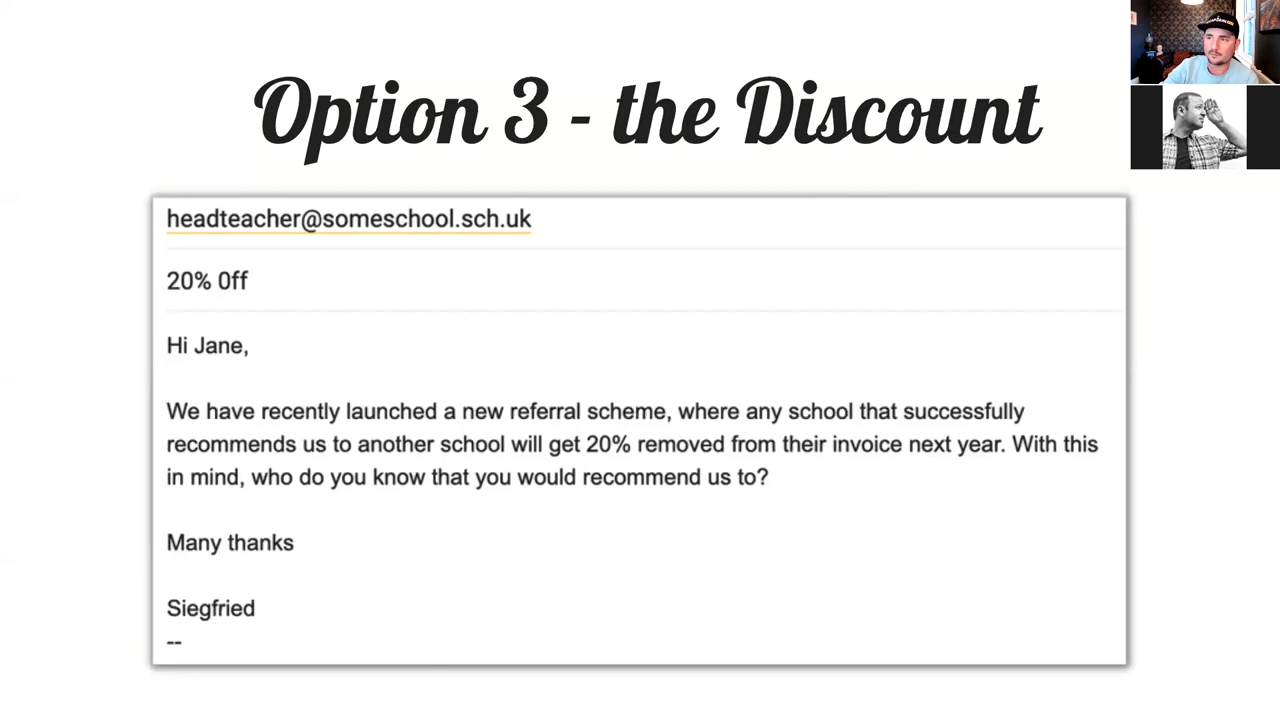 Option 3 - the Discount
headteacher@someschool.sch.uk
20% Off
Hi Jane,
We have recently launched a new referral scheme, where any school that successfully
recommends us to another school will get 20% removed from their invoice next year. With this
in mind, who do you know that you would recommend us to?
Many thanks
Siegfried
--